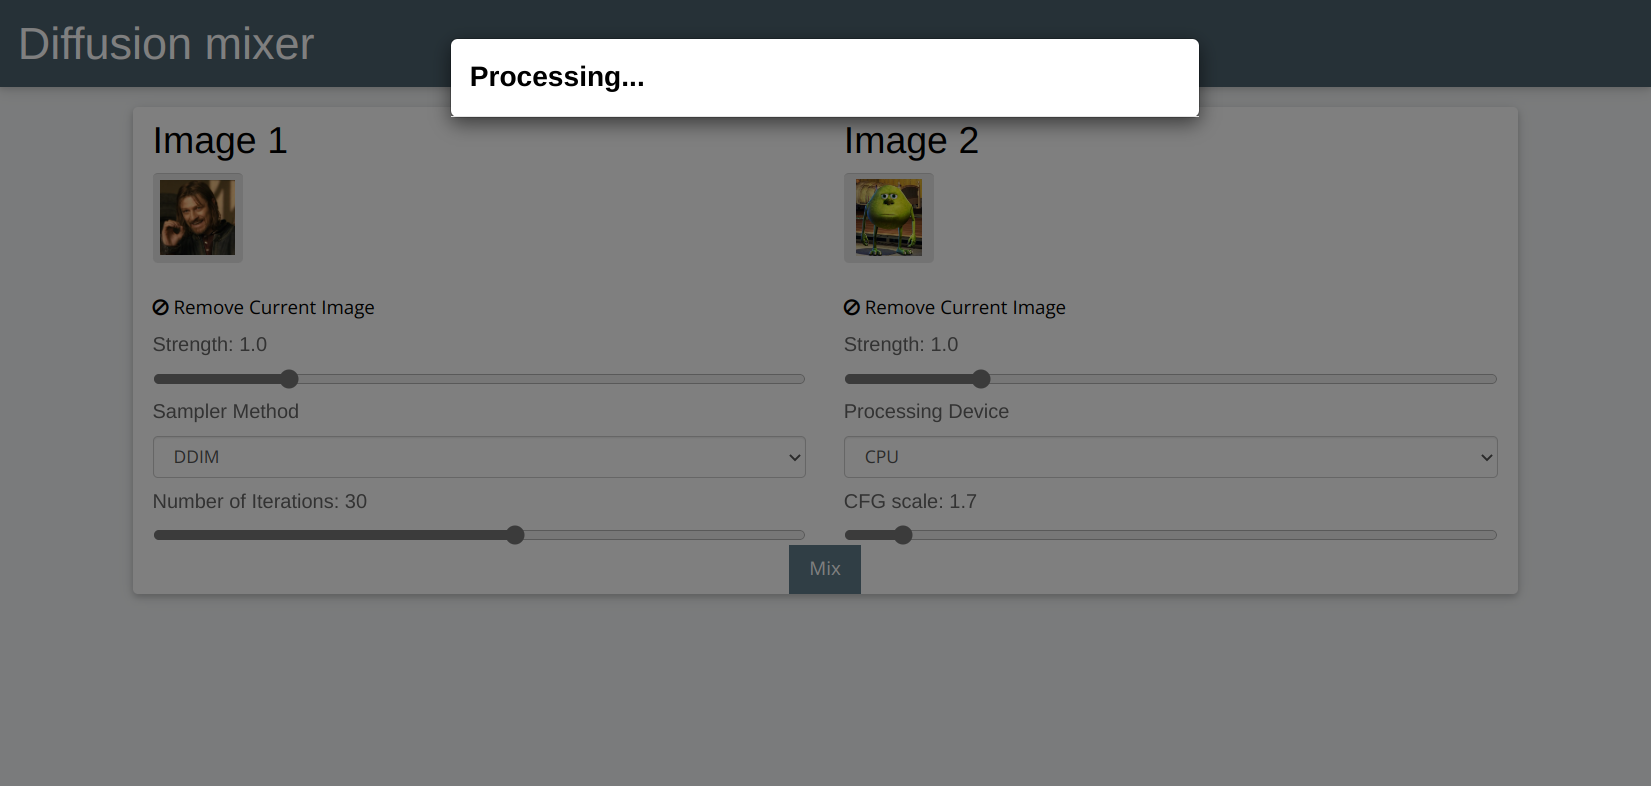 Diffusion mixer
Processing...
Image 1
Image 2
Remove Current Image
Remove Current Image
Strength: 1.0
Strength: 1.0
Sampler Method
Processing Device
DDIM
CPU
Number of Iterations: 30
CFG scale: 1.7
Mix